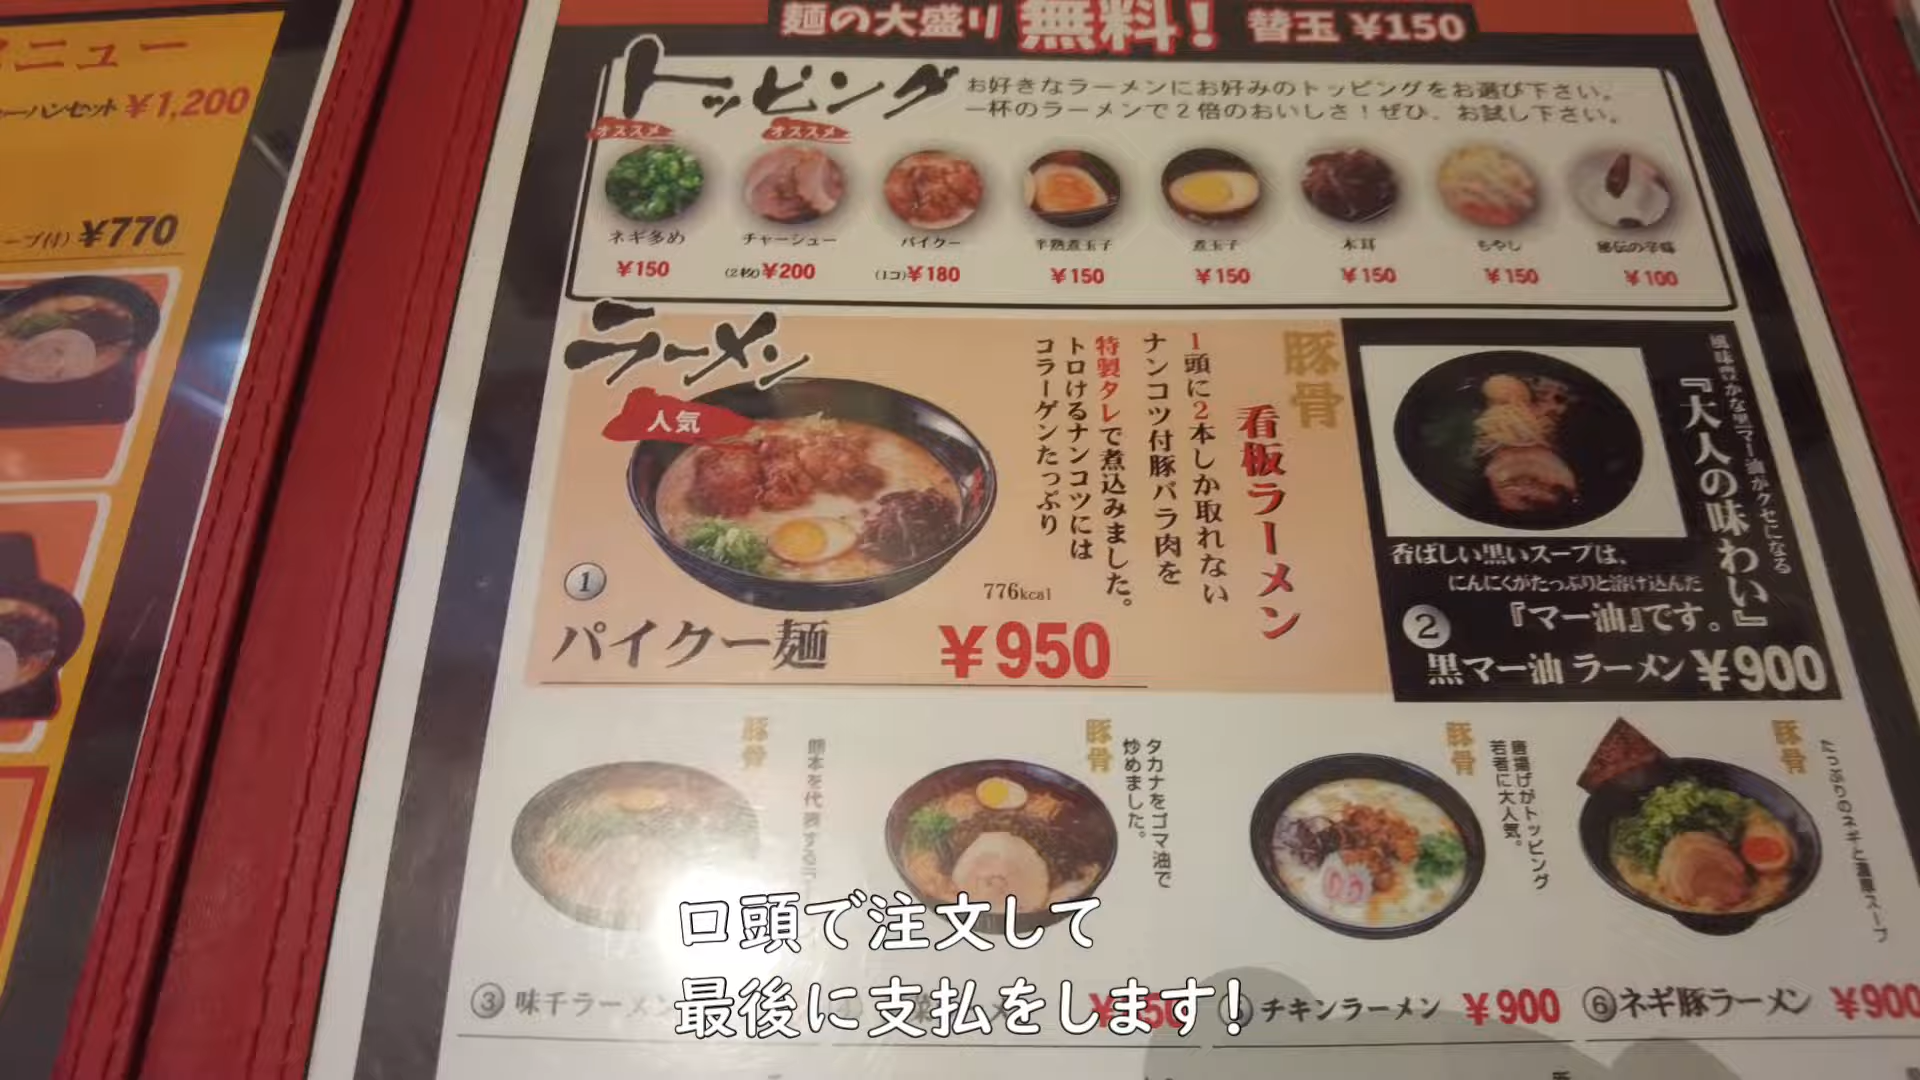 メニュー
ーハンセット ¥1,200
ープ付) ¥770
麺の大盛り 無料! 替玉 ¥150
トッピング
お好きなラーメンにお好みのトッピングをお選び下さい。
一杯のラーメンで2倍のおいしさ!ぜひ、お試し下さい。
オススメ
オススメ
ネギ多め
¥150
チャーシュー
(2枚)¥200
パイクー
(1コ)¥180
半熟煮玉子
¥150
煮玉子
¥150
木耳
¥150
もやし
¥150
秘伝の辛味
¥100
ラーメン
人気
豚骨
看板ラーメン
1頭に2本しか取れない
ナンコツ付豚バラ肉を
特製タレで煮込みました。
トロけるナンコツには
コラーゲンたっぷり
776kcal
① パイクー麺 ¥950
風味豊かな黒マー油がクセになる
『大人の味わい』
香ばしい黒いスープは、
にんにくがたっぷりと溶け込んだ
『マー油』です。
② 黒マー油 ラーメン ¥900
豚骨
熊本を代表する
③ 味千ラーメン
豚骨
タカナをゴマ油で
炒めました。
豚骨
唐揚げがトッピング
若者に大人気。
チキンラーメン ¥900
豚骨
たっぷりのネギと濃厚スープ
⑥ ネギ豚ラーメン ¥900
口頭で注文して
最後に支払をします!